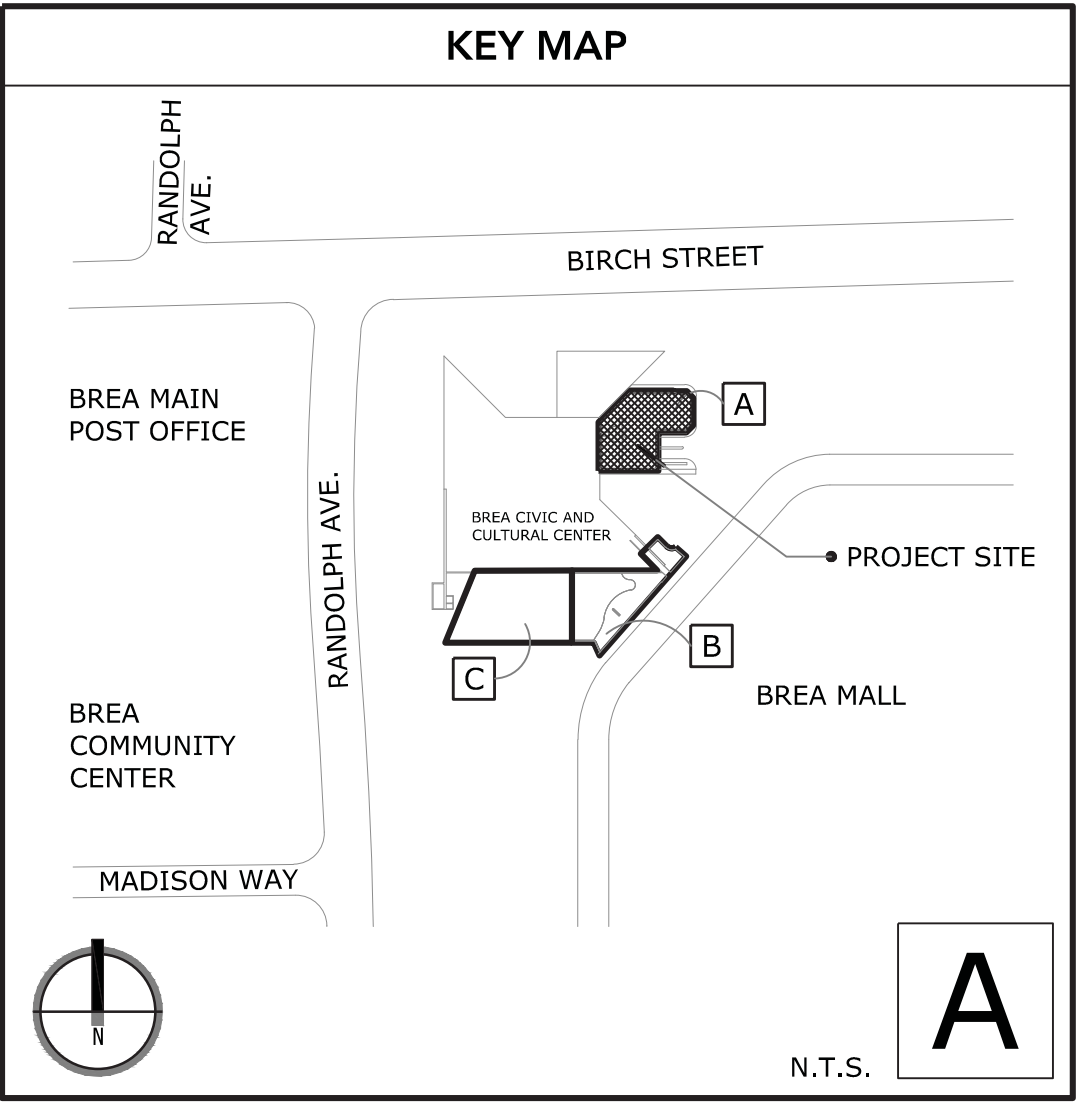 KEY MAP
RANDOLPH
AVE.
BIRCH STREET
BREA MAIN
POST OFFICE
A
RANDOLPH AVE.
BREA CIVIC AND
CULTURAL CENTER
PROJECT SITE
B
C
BREA MALL
BREA
COMMUNITY
CENTER
MADISON WAY
N
N.T.S.
A